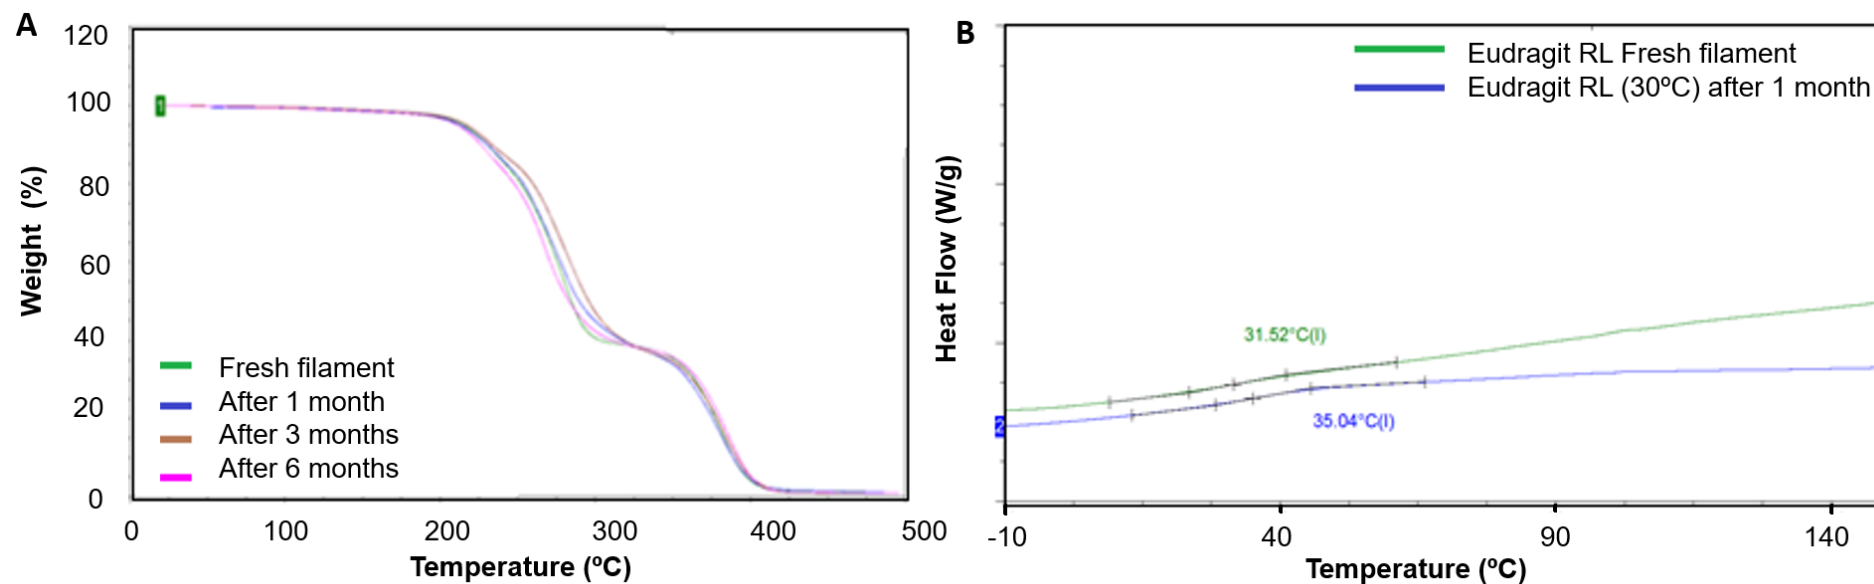 A
120
100
80
60
40
20
0
Weight (%)
Fresh filament
After 1 month
After 3 months
After 6 months
0 100 200 300 400 500
Temperature (ºC)
B
Heat Flow (W/g)
Eudragit RL Fresh filament
Eudragit RL (30ºC) after 1 month
31.52°C(I)
35.04°C(I)
2
-10 40 90 140
Temperature (ºC)